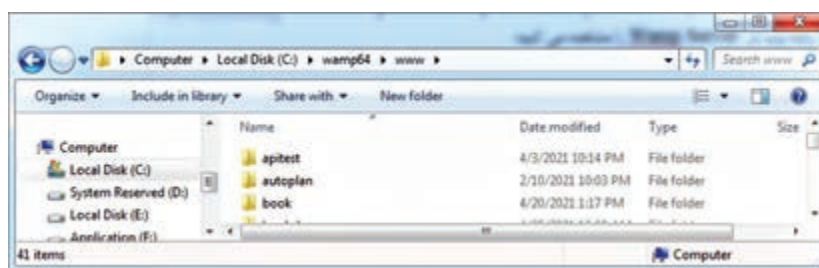 Computer ▸ Local Disk (C:) ▸ wamp64 ▸ www ▸
Search www
Organize Include in library Share with New folder
Name Date modified Type Size
Computer
Local Disk (C:)
System Reserved (D:)
Local Disk (E:)
Application (F:)
apitest 4/3/2021 10:14 PM File folder
autoplan 2/10/2021 10:03 PM File folder
book 4/20/2021 1:17 PM File folder
41 items
Computer